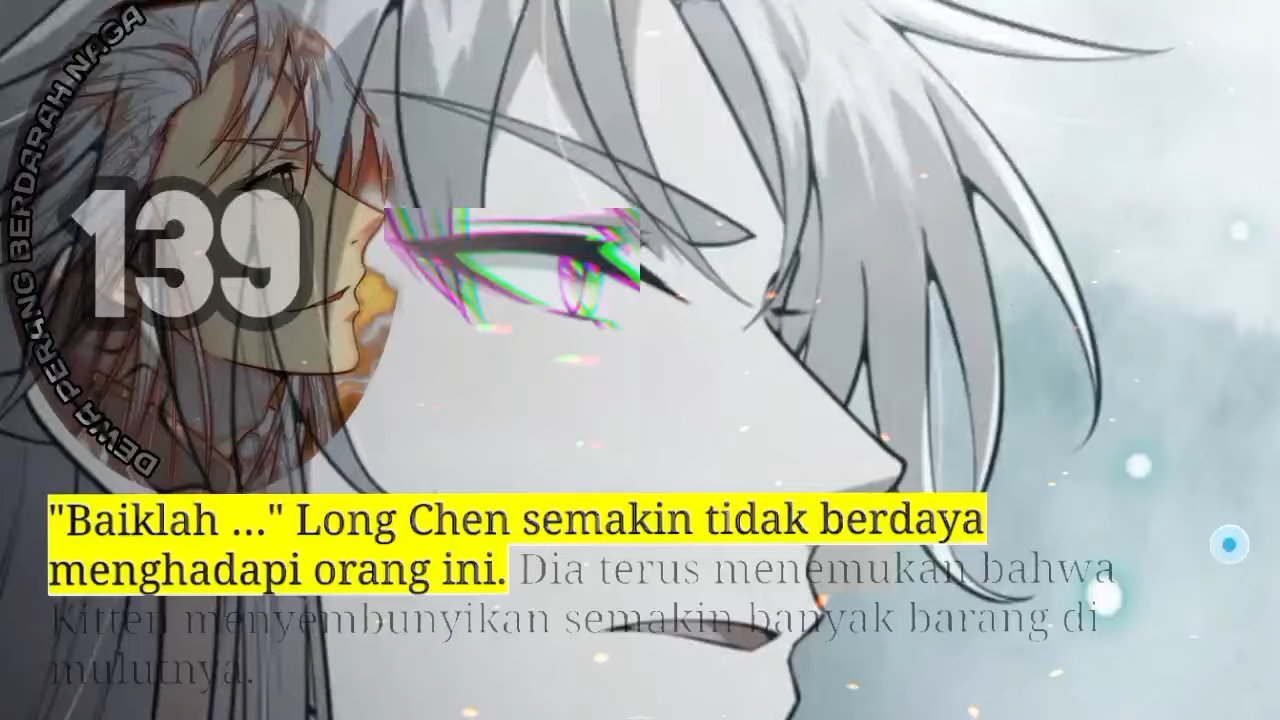 DEWA PERANG BERDARAH NAGA
139
"Baiklah ..." Long Chen semakin tidak berdaya
menghadapi orang ini. Dia terus menemukan bahwa
Kitten menyembunyikan semakin banyak barang di
mulutnya.